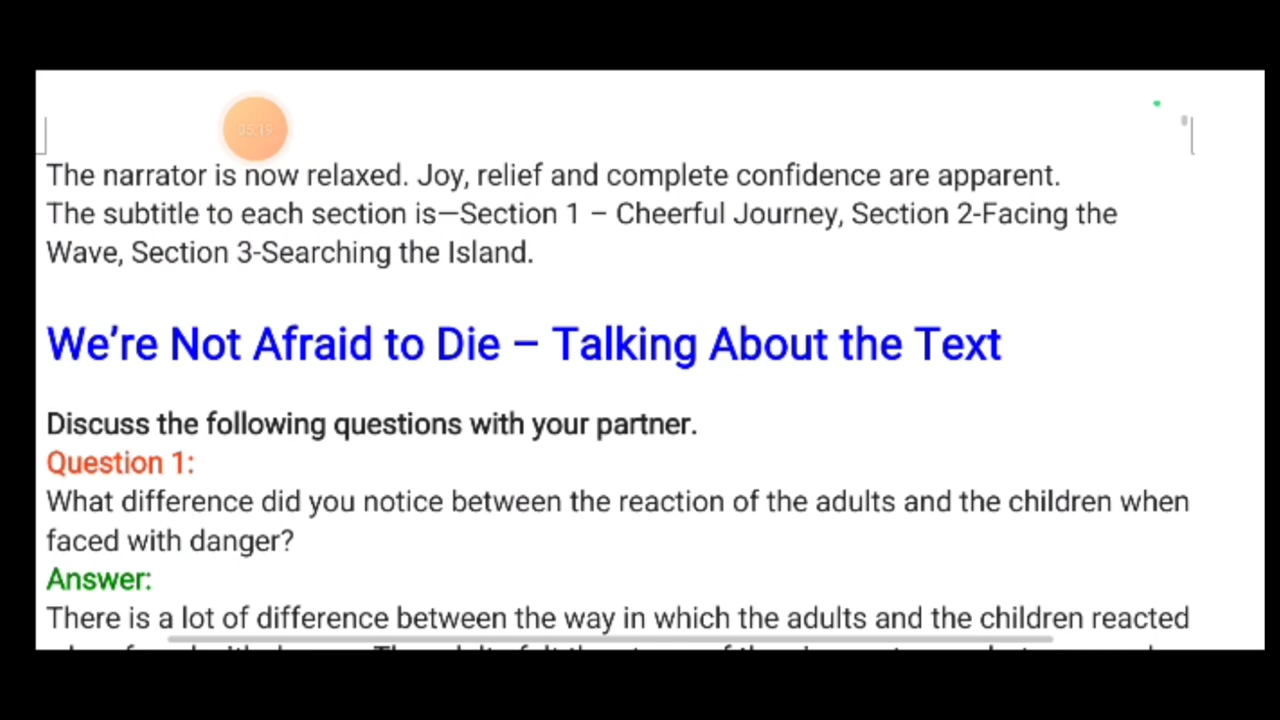 05:19
The narrator is now relaxed. Joy, relief and complete confidence are apparent.
The subtitle to each section is—Section 1 – Cheerful Journey, Section 2-Facing the
Wave, Section 3-Searching the Island.
We’re Not Afraid to Die – Talking About the Text
Discuss the following questions with your partner.
Question 1:
What difference did you notice between the reaction of the adults and the children when
faced with danger?
Answer:
There is a lot of difference between the way in which the adults and the children reacted